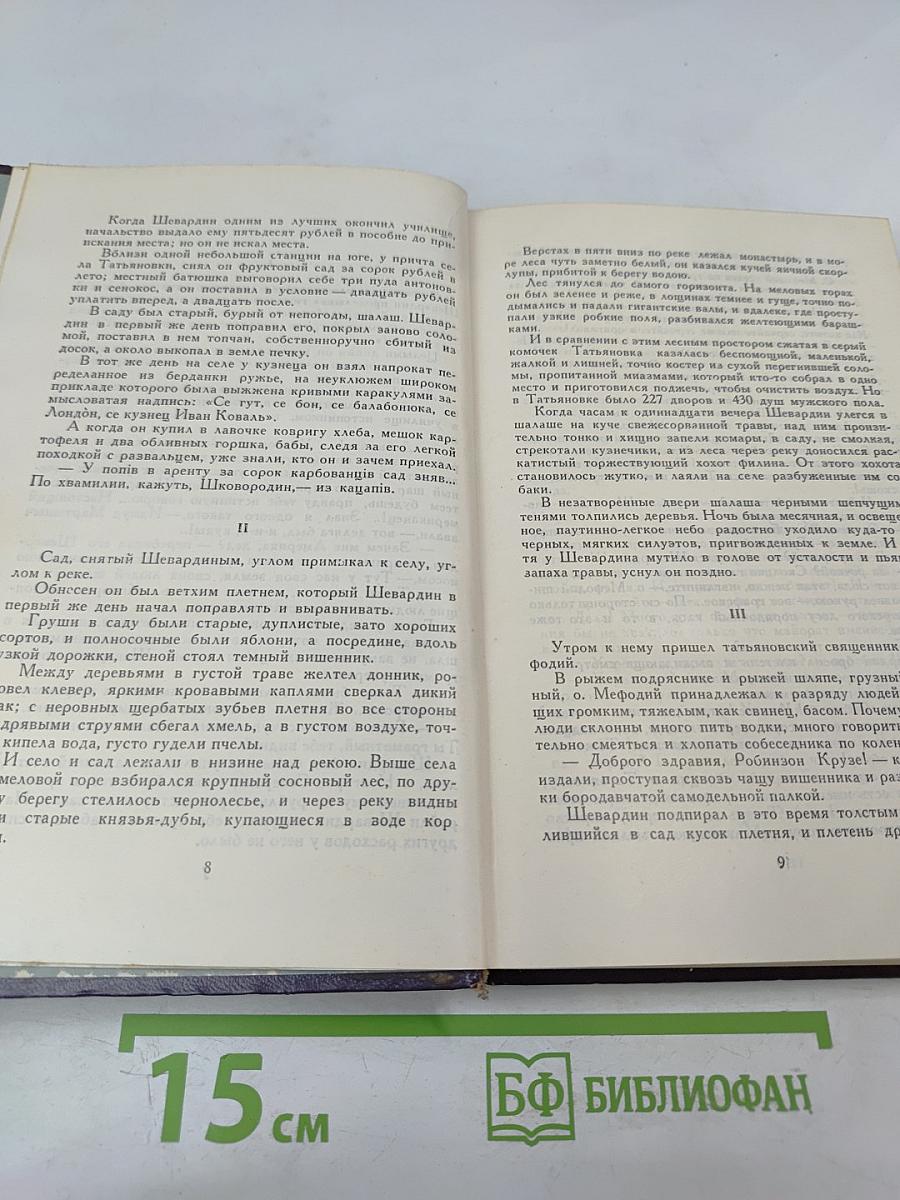 Когда Шевардин одним из лучших окончил училище,
начальство выдало ему пятьдесят рублей в пособие до при-
искания места; но он не искал места.
Вблизи одной небольшой станции на юге, у причта се-
ла Татьяновки, снял он фруктовый сад за сорок рублей в
лето; местный батюшка выговорил себе три пуда антонов-
ки и сенокос, а он поставил в условие — двадцать рублей
уплатить вперед, а двадцать после.
В саду был старый, бурый от непогоды, шалаш. Шевар-
дин в первый же день поправил его, покрыл заново соло-
мой, поставил в нем топчан, собственноручно сбитый из
досок, а около выкопал в земле печку.
В тот же день на селе у кузнеца он взял напрокат пе-
ределанное из берданки ружье, на неуклюжем широком
прикладе которого была выжжена кривыми каракулями за-
мысловатая надпись: «Се гут, се бон, се балабонюка, се
Лондо̀н, се кузнец Иван Коваль».
А когда он купил в лавочке ковригу хлеба, мешок кар-
тофеля и два обливных горшка, бабы, следя за его легкой
походкой с развальцем, уже знали, кто он и зачем приехал.
— У попів в аренту за сорок карбованців сад зняв...
По хвамилии, кажуть, Шковородин,— из кацапів.
II
Сад, снятый Шевардиным, углом примыкал к селу, уг-
лом к реке.
Обнесен он был ветхим плетнем, который Шевардин в
первый же день начал поправлять и выравнивать.
Груши в саду были старые, дуплистые, зато хороших
сортов, и полносочные были яблони, а посредине, вдоль
узкой дорожки, стеной стоял темный вишенник.
Между деревьями в густой траве желтел донник, ро-
зовел клевер, яркими кровавыми каплями сверкал дикий
ак; с неровных щербатых зубьев плетня во все стороны
дрявыми струями сбегал хмель, а в густом воздухе, точ-
кипела вода, густо гудели пчелы.
И село и сад лежали в низине над рекою. Выше села
меловой горе взбирался крупный сосновый лес, по дру-
у берегу стелилось чернолесье, и через реку видны
и старые князья-дубы, купающиеся в воде кор
и.
8
Верстах в пяти вниз по реке лежал монастырь, и в мо-
ре леса чуть заметно белый, он казался кучей яичной скор-
лупы, прибитой к берегу водою.
Лес тянулся до самого горизонта. На меловых горах
он был зеленее и реже, в лощинах темнее и гуще, точно по-
дымались и падали гигантские валы, и вдалеке, где просту-
пали узкие робкие поля, разбивался желтеющими бараш-
ками.
И в сравнении с этим лесным простором сжатая в серый
комочек Татьяновка казалась беспомощной, маленькой,
жалкой и лишней, точно костер из сухой перегнившей соло-
мы, пропитанной миазмами, который кто-то собрал в одно
место и приготовился поджечь, чтобы очистить воздух. Но
в Татьяновке было 227 дворов и 430 душ мужского пола.
Когда часам к одиннадцати вечера Шевардин улегся в
шалаше на куче свежесорванной травы, над ним произи-
тельно тонко и хищно запели комары, в саду, не смолкая,
стрекотали кузнечики, а из леса через реку доносился рас-
катистый торжествующий хохот филина. От этого хохота
становилось жутко, и лаяли на селе разбуженные им со-
баки.
В незатворенные двери шалаша черными шепчущим
тенями толпились деревья. Ночь была месячная, и освеще
ное, паутинно-легкое небо радостно уходило куда-то
черных, мягких силуэтов, пригвожденных к земле. И
тя у Шевардина мутило в голове от усталости и пьян
запаха травы, уснул он поздно.
III
Утром к нему пришел татьяновский священник
фодий.
В рыжем подряснике и рыжей шляпе, грузный
ный, о. Мефодий принадлежал к разряду людей
щих громким, тяжелым, как свинец, басом. Почему
люди склонны много пить водки, много говорит
тельно смеяться и хлопать собеседника по колен
— Доброго здравия, Робинзон Крузе! — к
издали, проступая сквозь чащу вишенника и раз
ки бородавчатой самодельной палкой.
Шевардин подпирал в это время толстым
лившийся в сад кусок плетня, и плетень др
9
15 см
БФ БИБЛИОФАН